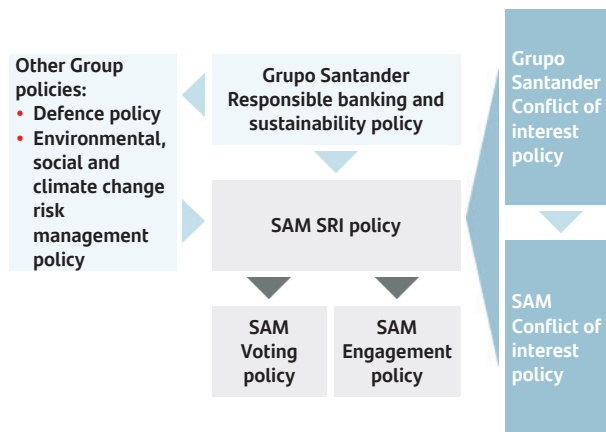 Other Group
policies:
• Defence policy
• Environmental,
social and
climate change
risk
management
policy
Grupo Santander
Responsible banking and
sustainability policy
SAM SRI policy
SAM
Voting
policy
SAM
Engagement
policy
Grupo
Santander
Conflict of
interest
policy
SAM
Conflict of
interest
policy